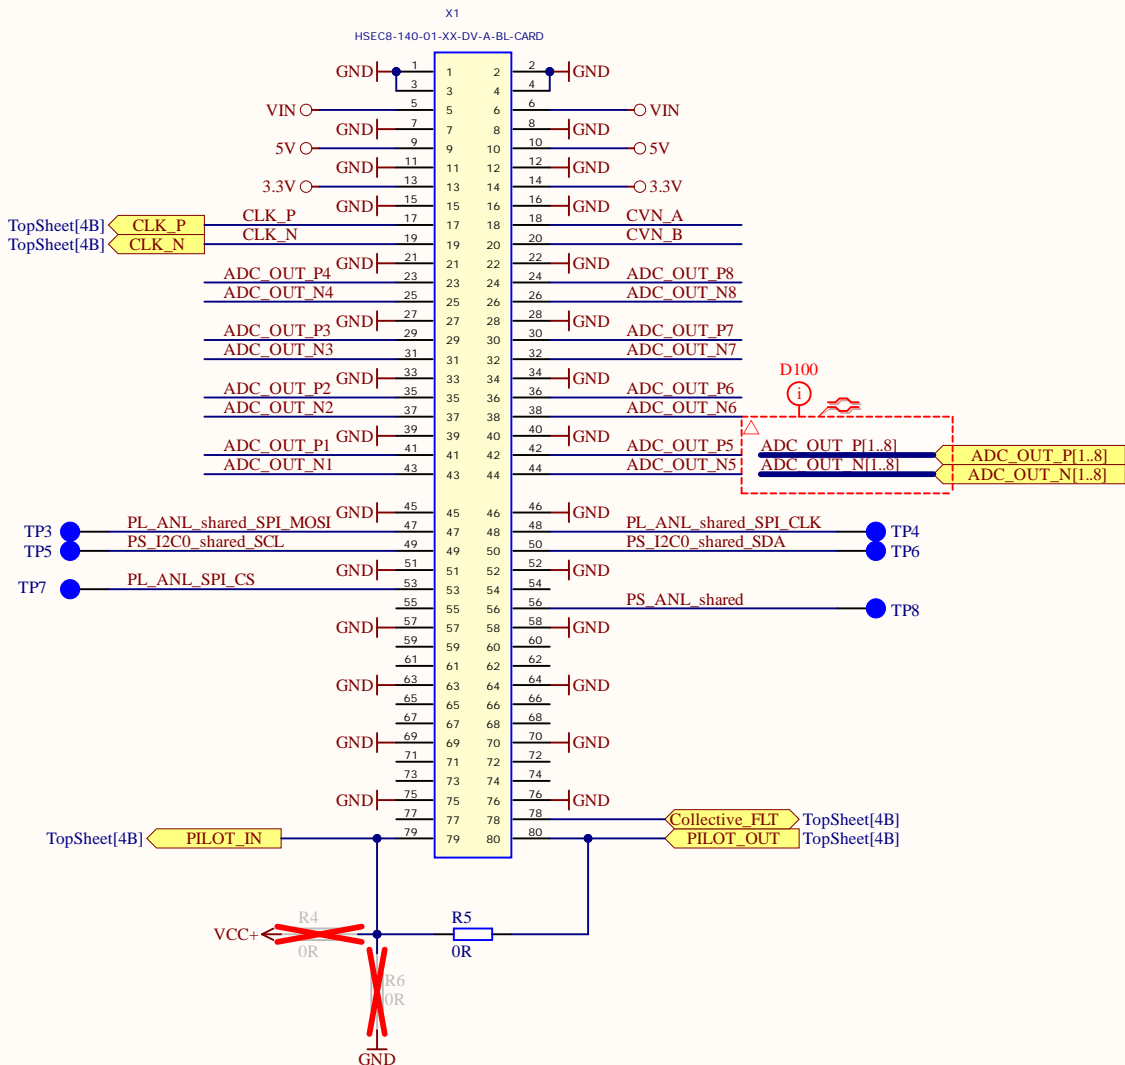 X1
HSEC8-140-01-XX-DV-A-BL-CARD
GND 1 1 2 2 GND
3 3 4 4
VIN 5 5 6 6 VIN
GND 7 7 8 8 GND
5V 9 9 10 10 5V
GND 11 11 12 12 GND
3.3V 13 13 14 14 3.3V
GND 15 15 16 16 GND
TopSheet[4B] CLK_P CLK_P 17 17 18 18 CVN_A
TopSheet[4B] CLK_N CLK_N 19 19 20 20 CVN_B
GND 21 21 22 22 GND
ADC_OUT_P4 23 23 24 24 ADC_OUT_P8
ADC_OUT_N4 25 25 26 26 ADC_OUT_N8
GND 27 27 28 28 GND
ADC_OUT_P3 29 29 30 30 ADC_OUT_P7
ADC_OUT_N3 31 31 32 32 ADC_OUT_N7
D100
i
GND 33 33 34 34 GND
ADC_OUT_P2 35 35 36 36 ADC_OUT_P6
ADC_OUT_N2 37 37 38 38 ADC_OUT_N6
GND 39 39 40 40 GND
ADC_OUT_P1 41 41 42 42 ADC_OUT_P5 ADC_OUT_P[1..8] ADC_OUT_P[1..8]
ADC_OUT_N1 43 43 44 44 ADC_OUT_N5 ADC_OUT_N[1..8] ADC_OUT_N[1..8]
GND 45 45 46 46 GND
TP3 PL_ANL_shared_SPI_MOSI 47 47 48 48 PL_ANL_shared_SPI_CLK TP4
TP5 PS_I2C0_shared_SCL 49 49 50 50 PS_I2C0_shared_SDA TP6
GND 51 51 52 52 GND
TP7 PL_ANL_SPI_CS 53 53 54 54
55 55 56 56 PS_ANL_shared TP8
GND 57 57 58 58 GND
59 59 60 60
61 61 62 62
GND 63 63 64 64 GND
65 65 66 66
67 67 68 68
GND 69 69 70 70 GND
71 71 72 72
73 73 74 74
GND 75 75 76 76 GND
77 77 78 78 Collective_FLT TopSheet[4B]
TopSheet[4B] PILOT_IN 79 79 80 80 PILOT_OUT TopSheet[4B]
R4 R5
VCC+
0R 0R
R6
0R
GND